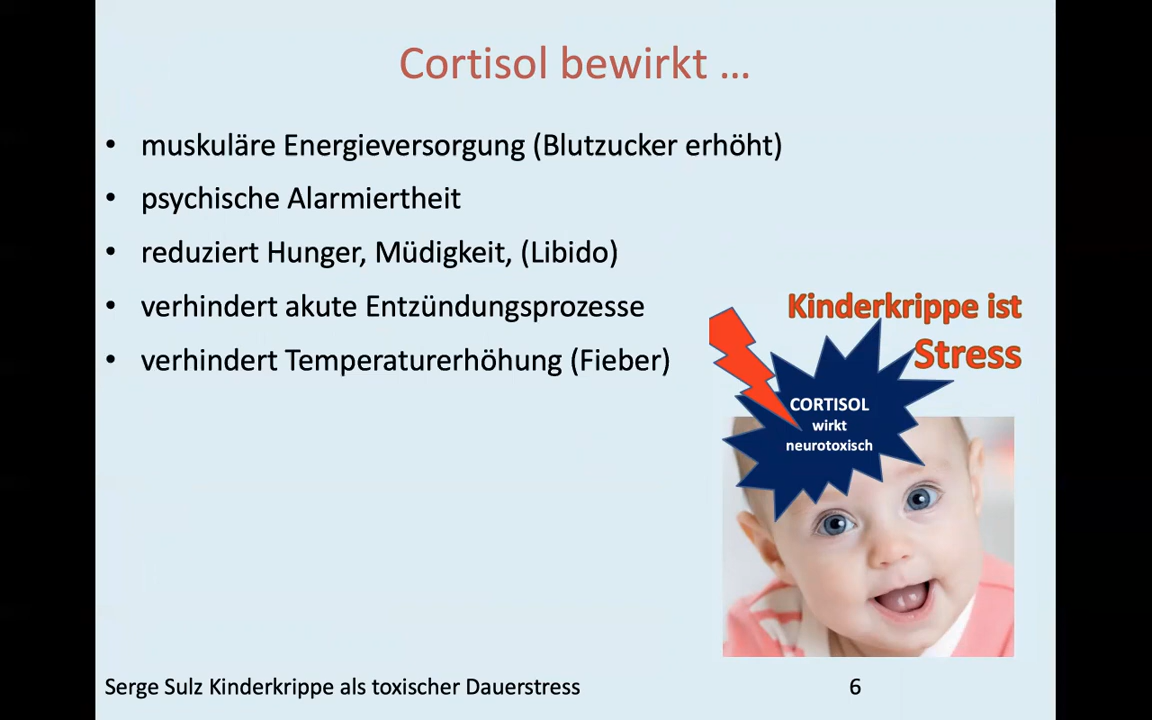 Cortisol bewirkt ...
• muskuläre Energieversorgung (Blutzucker erhöht)
• psychische Alarmiertheit
• reduziert Hunger, Müdigkeit, (Libido)
• verhindert akute Entzündungsprozesse
• verhindert Temperaturerhöhung (Fieber)
Kinderkrippe ist
Stress
CORTISOL
wirkt
neurotoxisch
Serge Sulz Kinderkrippe als toxischer Dauerstress
6